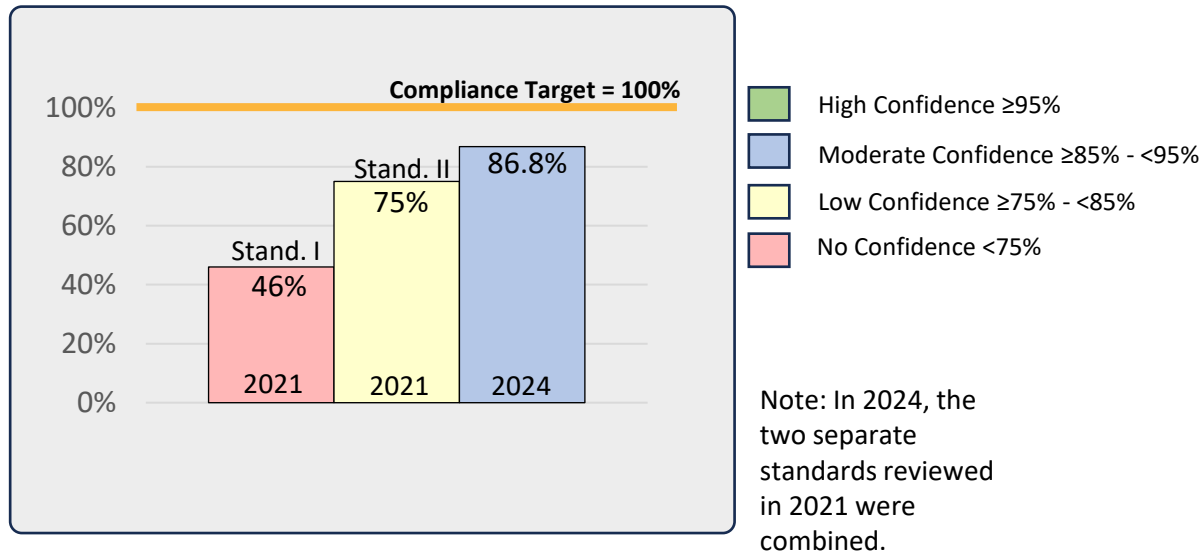 Compliance Target = 100%
100%
80%
60%
40%
20%
0%
Stand. I
46%
2021
Stand. II
75%
2021
86.8%
2024
High Confidence ≥95%
Moderate Confidence ≥85% - <95%
Low Confidence ≥75% - <85%
No Confidence <75%
Note: In 2024, the
two separate
standards reviewed
in 2021 were
combined.